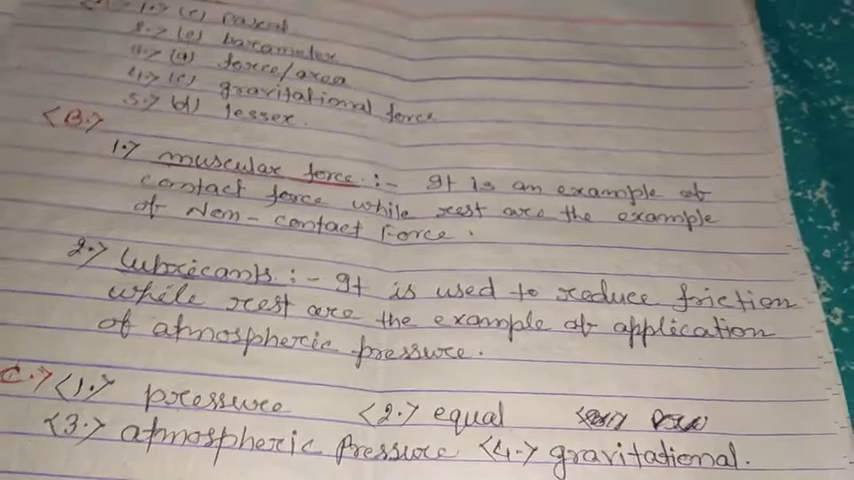 1.> (c) Pascal.
2.> (e) barometer
3.> (a) force/area
4.> (c) gravitational force
5.> (d) lesser.
<B.>
1.> muscular force :- It is an example of
contact force while rest are the example
of Non-contact Force.
2.> Lubricants :- It is used to reduce friction
while rest are the example of application
of atmospheric pressure.
C.> <1.> pressure <2.> equal
<3.> atmospheric pressure <4.> gravitational.